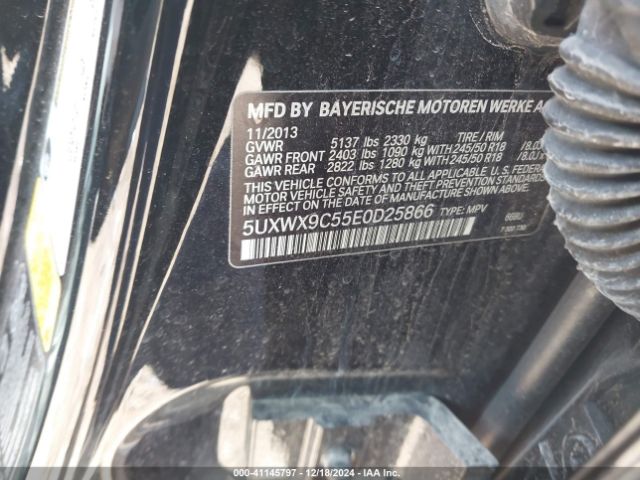 MFD BY BAYERISCHE MOTOREN WERKE
11/2013
GVWR 5137 lbs 2330 kg TIRE/RIM
GAWR FRONT 2403 lbs 1090 kg WITH 245/50 R18
GAWR REAR 2822 lbs 1280 kg WITH 245/50 R18
THIS VEHICLE CONFORMS TO ALL APPLICABLE U.S.
MOTOR VEHICLE SAFETY AND THEFT PREVENTION
IN EFFECT ON THE DATE OF MANUFACTURE SHOWN ABOVE.
5UXWX9C55E0D25866 TYPE: MPV
000-41145797 - 12/18/2024 - IAA Inc.